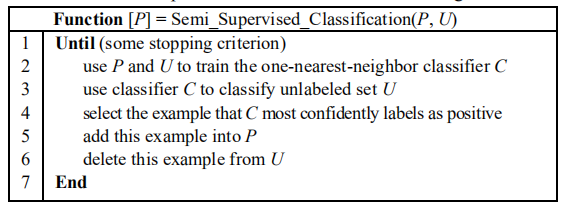 Function [P] = Semi_Supervised_Classification(P, U)
1 Until (some stopping criterion)
2 use P and U to train the one-nearest-neighbor classifier C
3 use classifier C to classify unlabeled set U
4 select the example that C most confidently labels as positive
5 add this example into P
6 delete this example from U
7 End